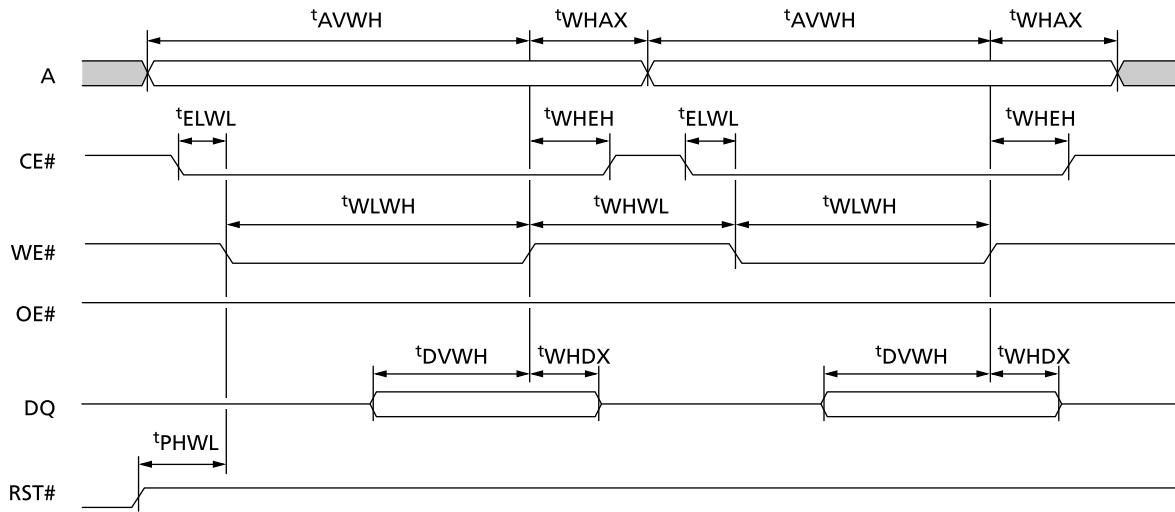 tAVWH tWHAX tAVWH tWHAX
A
tELWL tWHEH tELWL tWHEH
CE#
tWLWH tWHWL tWLWH
WE#
OE#
tDVWH tWHDX tDVWH tWHDX
DQ
tPHWL
RST#